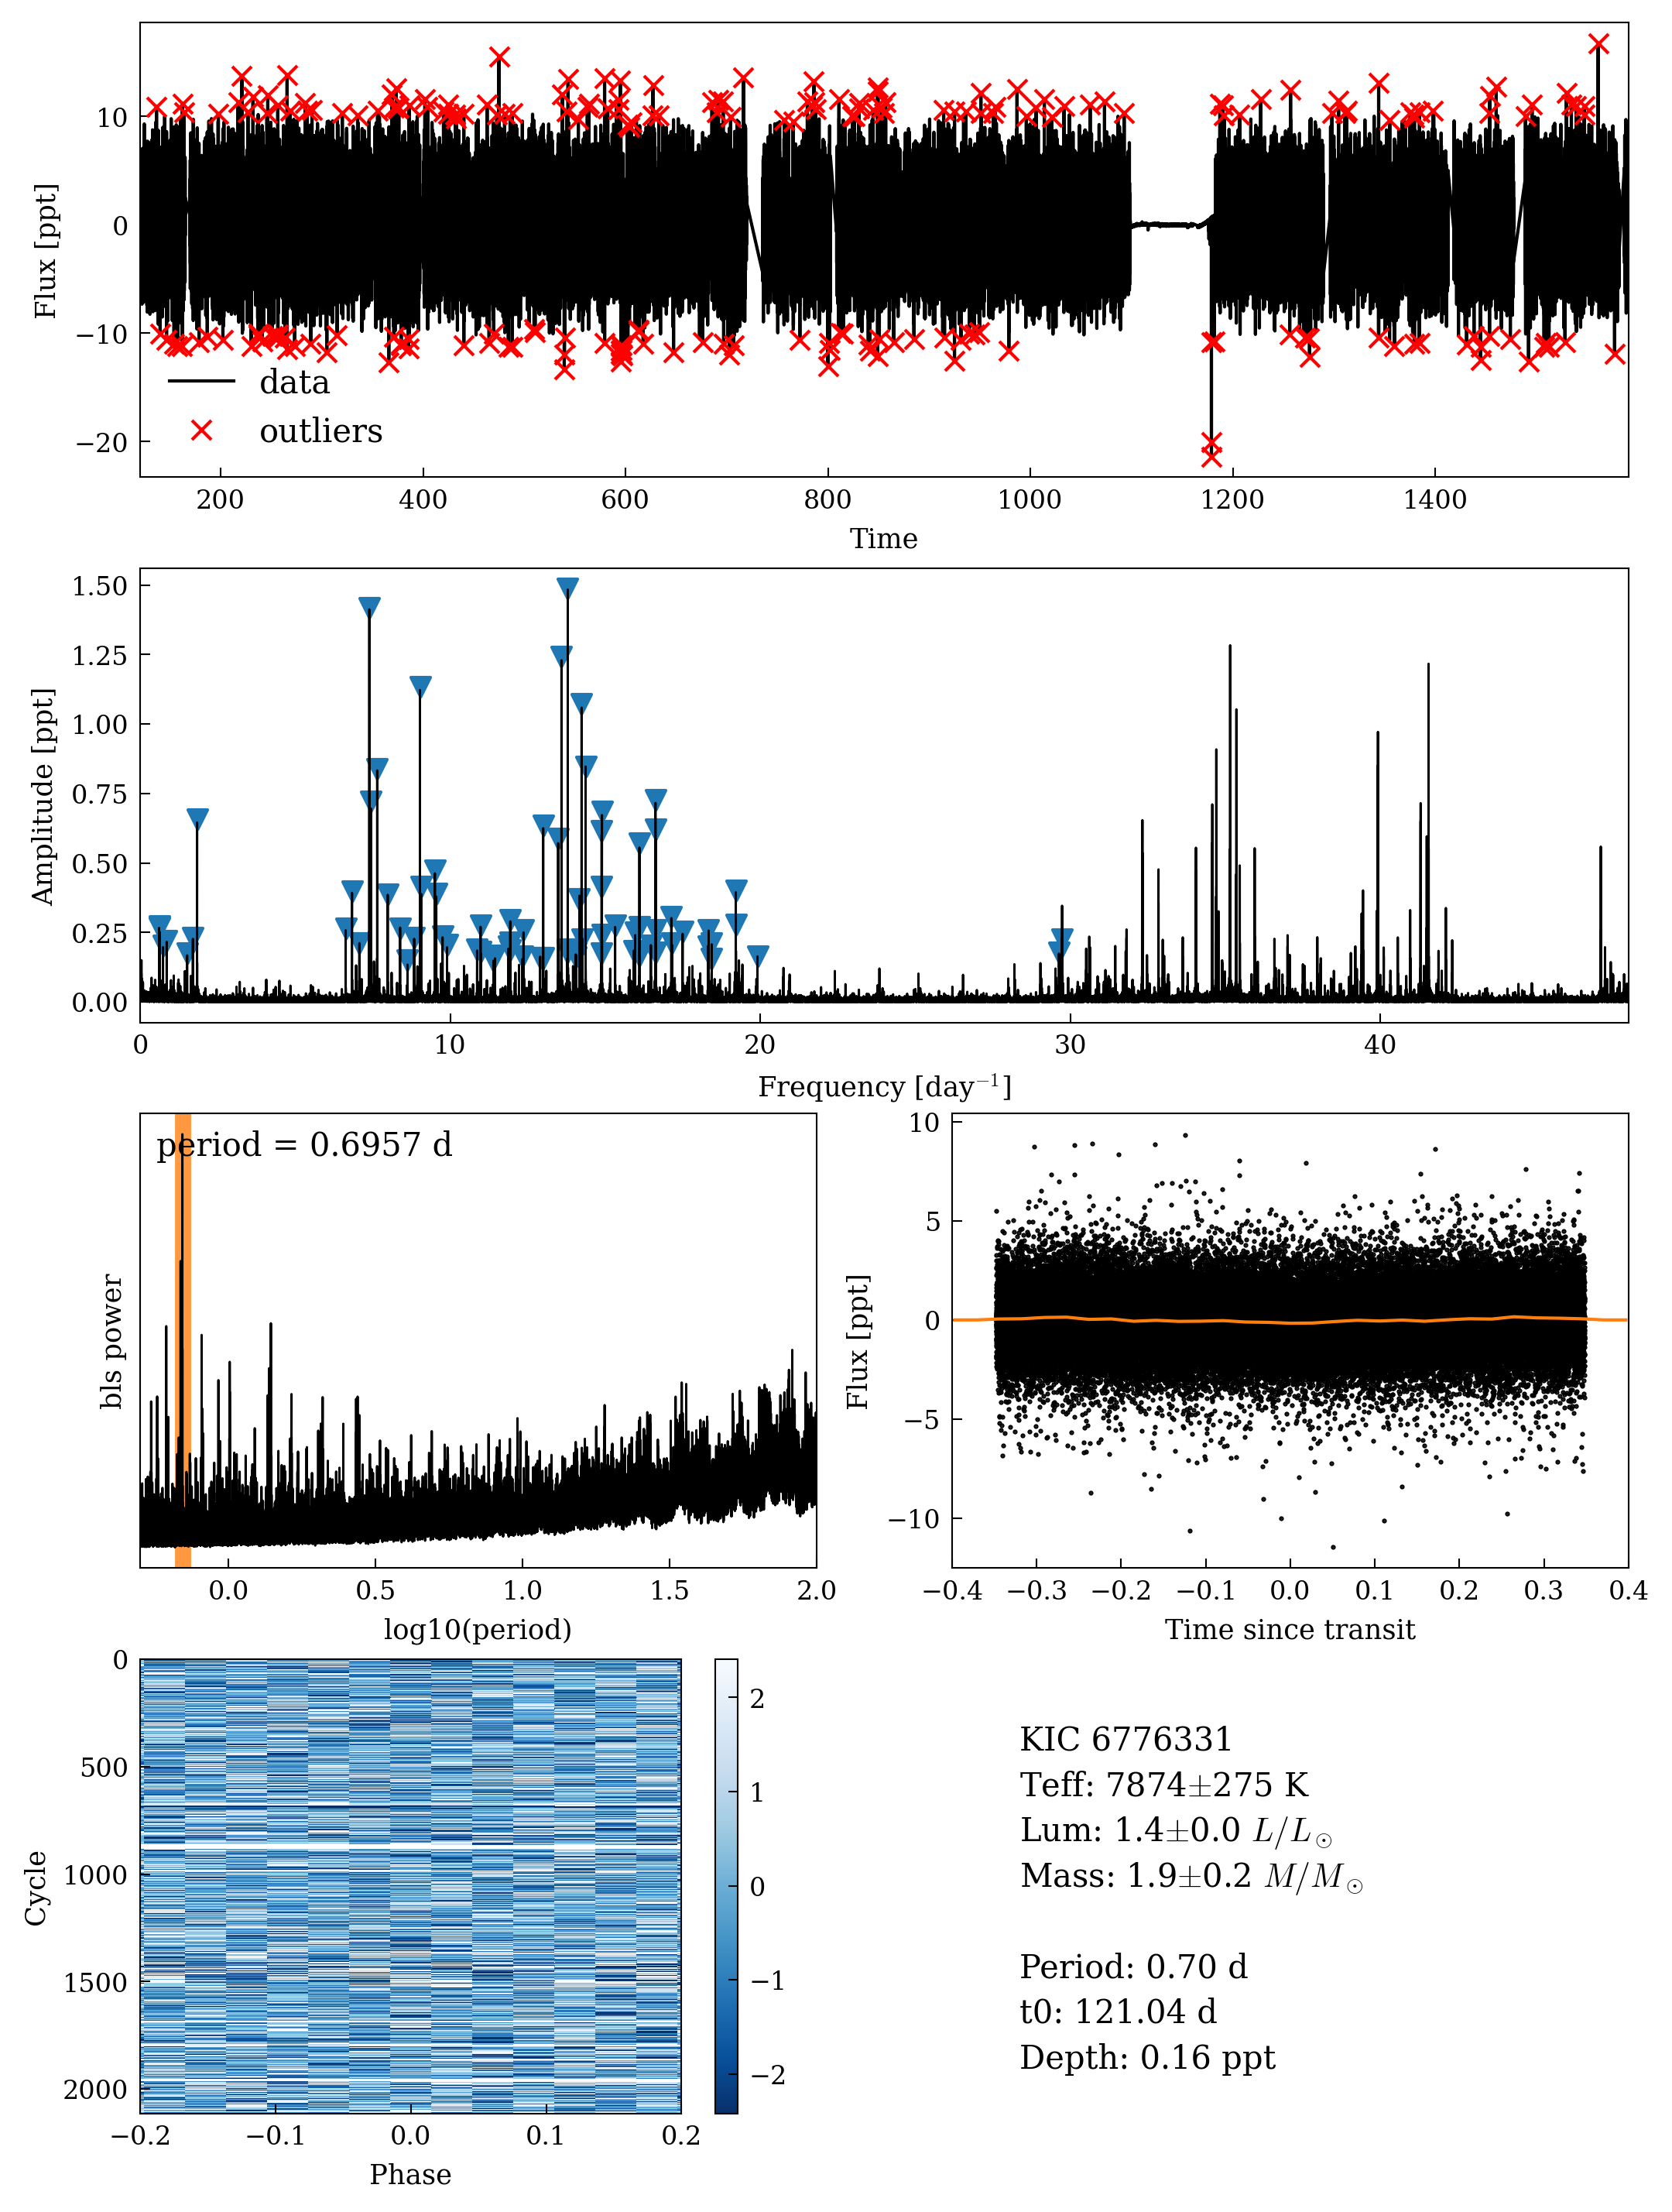 10
0
−10
−20
Flux [ppt]
data
outliers
200 400 600 800 1000 1200 1400
Time
1.50
1.25
1.00
0.75
0.50
0.25
0.00
Amplitude [ppt]
0 10 20 30 40
Frequency [day⁻¹]
period = 0.6957 d
bls power
0.0 0.5 1.0 1.5 2.0
log10(period)
10
5
0
−5
−10
Flux [ppt]
−0.4 −0.3 −0.2 −0.1 0.0 0.1 0.2 0.3 0.4
Time since transit
0
500
1000
1500
2000
Cycle
−0.2 −0.1 0.0 0.1 0.2
Phase
2
1
0
−1
−2
KIC 6776331
Teff: 7874±275 K
Lum: 1.4±0.0 L/L⊙
Mass: 1.9±0.2 M/M⊙
Period: 0.70 d
t0: 121.04 d
Depth: 0.16 ppt